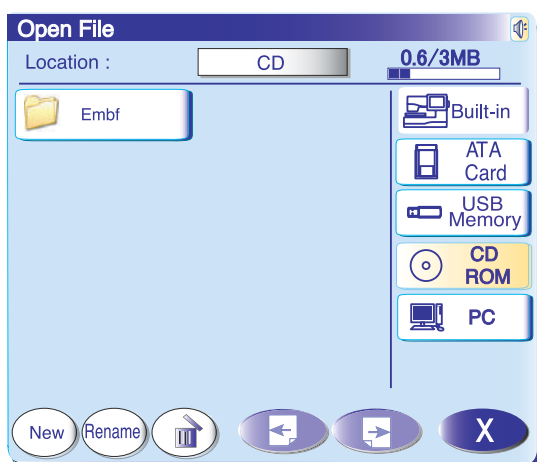 Open File
Location :
CD
0.6/3MB
Embf
Built-in
ATA
Card
USB
Memory
CD
ROM
PC
New
Rename
X